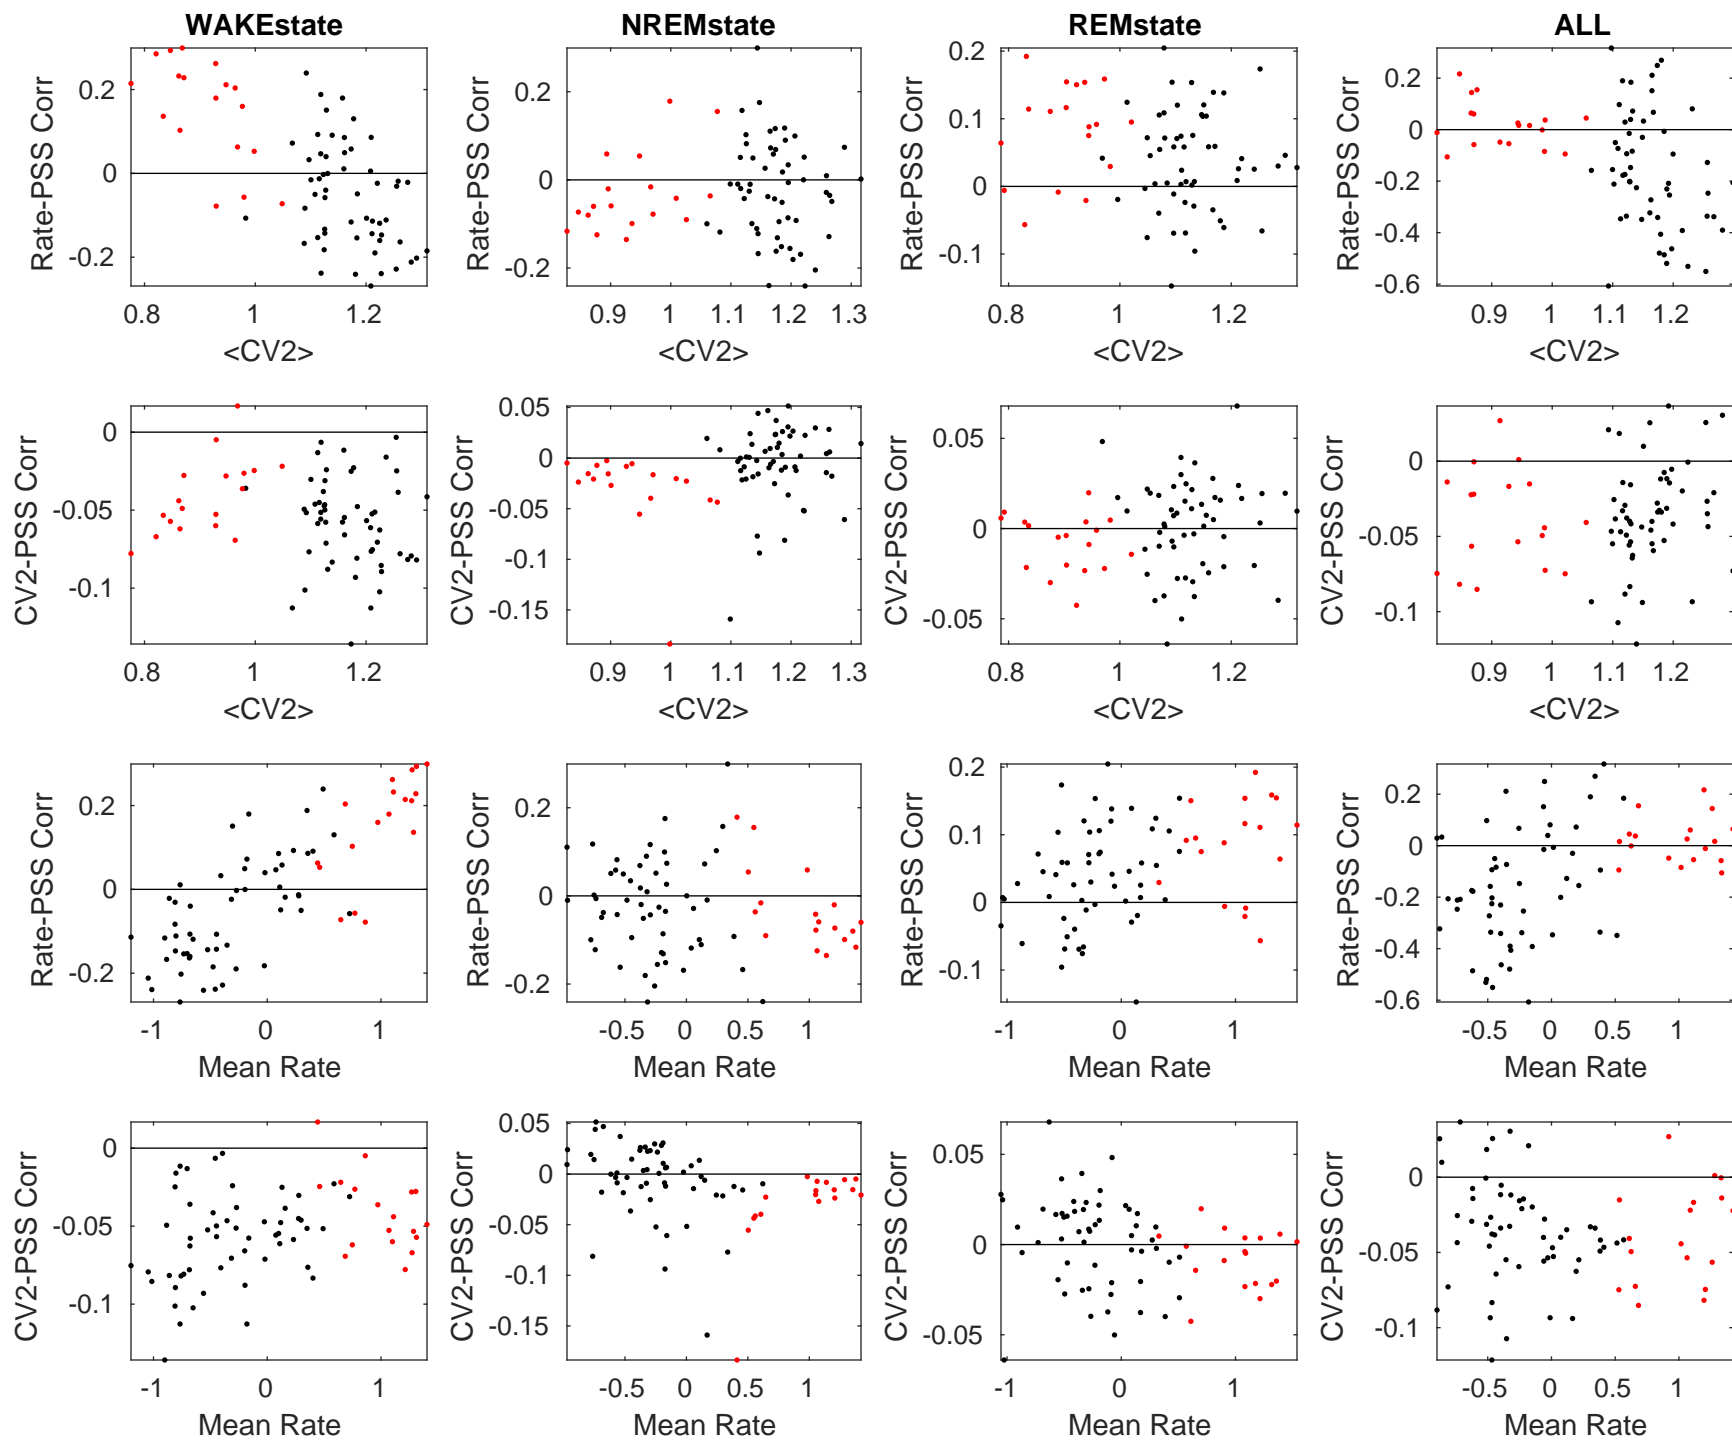 WAKEstate NREMstate REMstate ALL
Rate-PSS Corr Rate-PSS Corr Rate-PSS Corr Rate-PSS Corr
0.2 0 -0.2
0.2 0 -0.2
0.2 0.1 0 -0.1
0.2 0 -0.2 -0.4 -0.6
0.8 1 1.2 0.9 1 1.1 1.2 1.3 0.8 1 1.2 0.9 1 1.1 1.2
<CV2> <CV2> <CV2> <CV2>
CV2-PSS Corr CV2-PSS Corr CV2-PSS Corr CV2-PSS Corr
0 -0.05 -0.1
0.05 0 -0.05 -0.1 -0.15
0.05 0 -0.05
0 -0.05 -0.1
0.8 1 1.2 0.9 1 1.1 1.2 1.3 0.8 1 1.2 0.9 1 1.1 1.2
<CV2> <CV2> <CV2> <CV2>
Rate-PSS Corr Rate-PSS Corr Rate-PSS Corr Rate-PSS Corr
0.2 0 -0.2
0.2 0 -0.2
0.2 0.1 0 -0.1
0.2 0 -0.2 -0.4 -0.6
-1 0 1 -0.5 0 0.5 1 -1 0 1 -0.5 0 0.5 1
Mean Rate Mean Rate Mean Rate Mean Rate
CV2-PSS Corr CV2-PSS Corr CV2-PSS Corr CV2-PSS Corr
0 -0.05 -0.1
0.05 0 -0.05 -0.1 -0.15
0.05 0 -0.05
0 -0.05 -0.1
-1 0 1 -0.5 0 0.5 1 -1 0 1 -0.5 0 0.5 1
Mean Rate Mean Rate Mean Rate Mean Rate